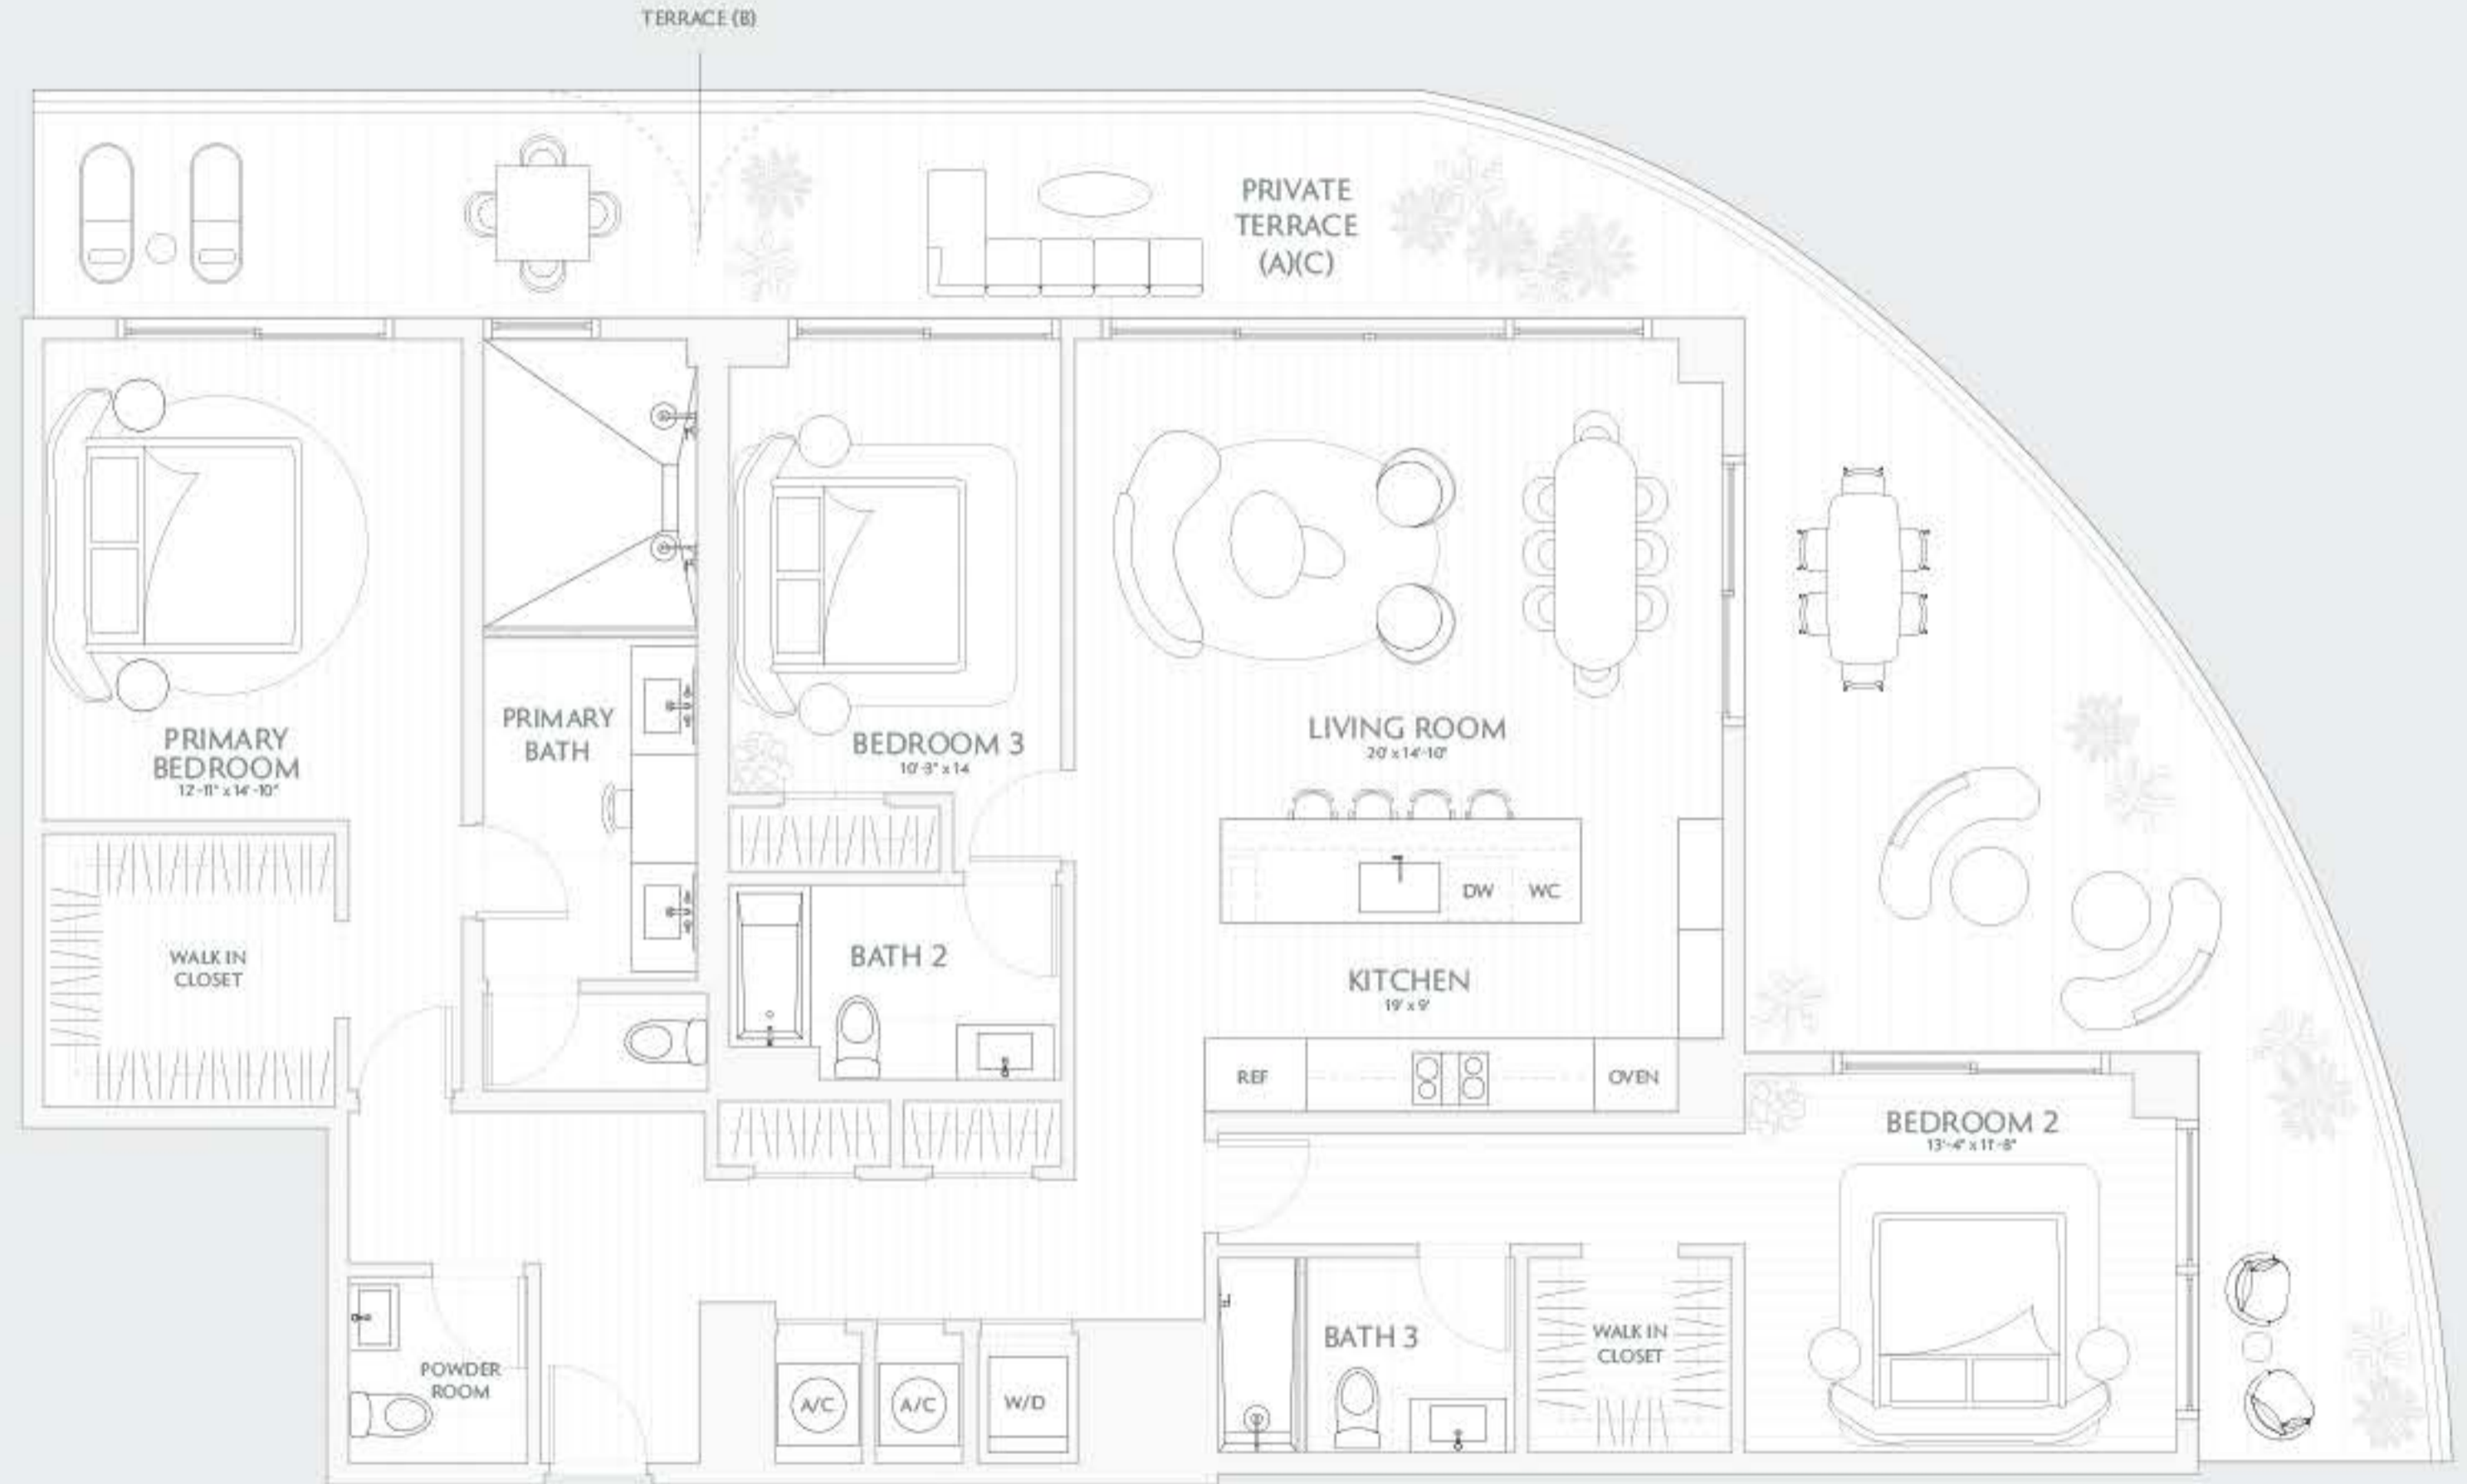 TERRACE (B)
PRIVATE
TERRACE
(A)(C)
PRIMARY
BEDROOM
12'-11" x 14'-10"
PRIMARY
BATH
BEDROOM 3
10'-3" x 14
LIVING ROOM
20' x 14'-10"
DW
WC
WALK IN
CLOSET
BATH 2
KITCHEN
19' x 9'
REF
OVEN
BEDROOM 2
13'-4" x 11'-8"
POWDER
ROOM
A/C
A/C
W/D
BATH 3
WALK IN
CLOSET